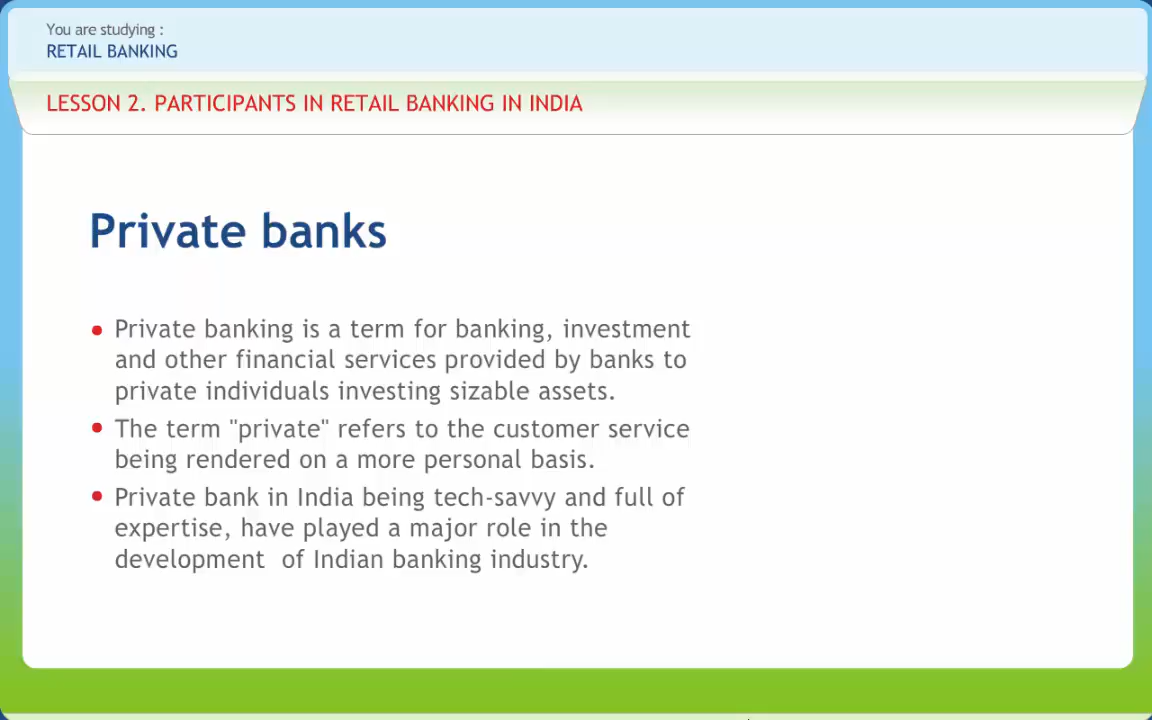 You are studying :
RETAIL BANKING
LESSON 2. PARTICIPANTS IN RETAIL BANKING IN INDIA
Private banks
• Private banking is a term for banking, investment
and other financial services provided by banks to
private individuals investing sizable assets.
• The term "private" refers to the customer service
being rendered on a more personal basis.
• Private bank in India being tech-savvy and full of
expertise, have played a major role in the
development  of Indian banking industry.